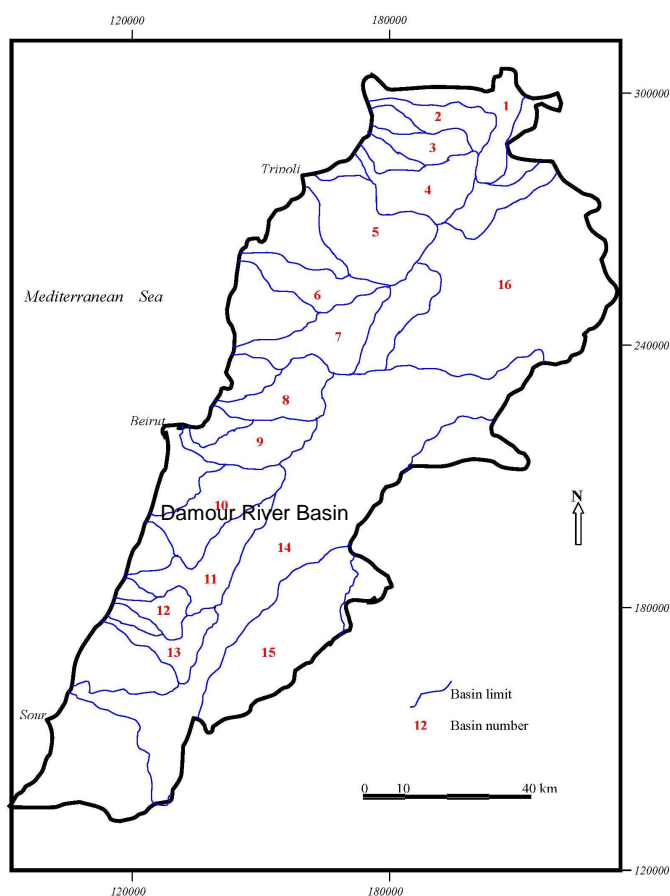 120000 180000
300000
1
2
3
Tripoli
4
5
16
Mediterranean Sea
6
7
240000
8
Beirut
9
10
N
Damour River Basin
14
11
12
180000
13
15
Basin limit
Sour
12 Basin number
0 10 40 km
120000
120000 180000